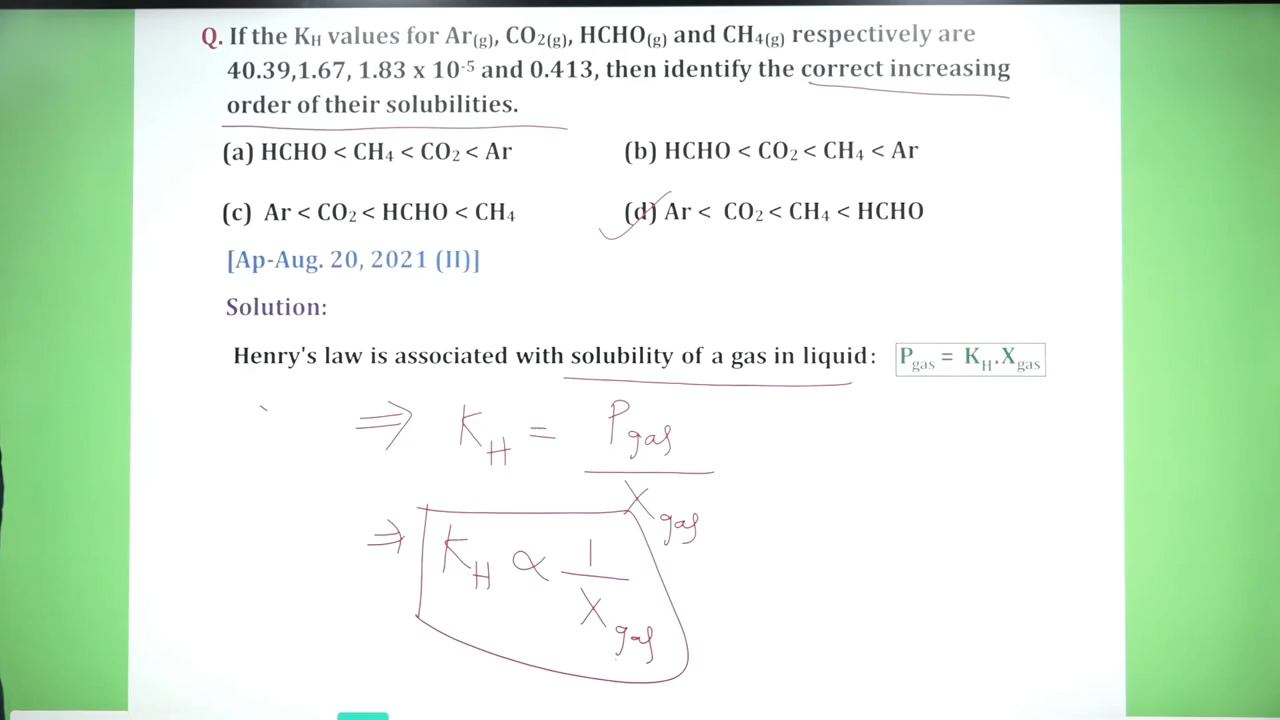 Q. If the KH values for Ar(g), CO2(g), HCHO(g) and CH4(g) respectively are
40.39,1.67, 1.83 x 10-5 and 0.413, then identify the correct increasing
order of their solubilities.
(a) HCHO < CH4 < CO2 < Ar
(b) HCHO < CO2 < CH4 < Ar
(c) Ar < CO2 < HCHO < CH4
(d) Ar < CO2 < CH4 < HCHO
[Ap-Aug. 20, 2021 (II)]
Solution:
Henry's law is associated with solubility of a gas in liquid: Pgas = KH.Xgas
⇒ KH = Pgas / Xgas
⇒ KH ∝ 1 / Xgas